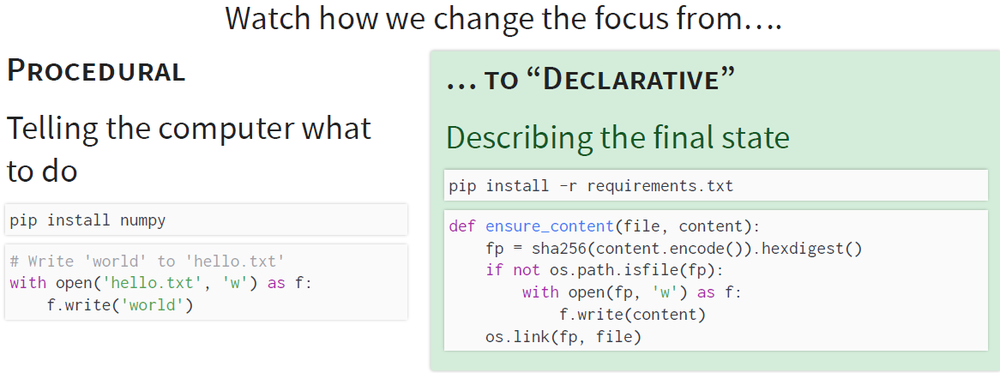 Watch how we change the focus from....
PROCEDURAL
Telling the computer what
to do
pip install numpy
# Write 'world' to 'hello.txt'
with open('hello.txt', 'w') as f:
    f.write('world')
... TO “DECLARATIVE”
Describing the final state
pip install -r requirements.txt
def ensure_content(file, content):
    fp = sha256(content.encode()).hexdigest()
    if not os.path.isfile(fp):
        with open(fp, 'w') as f:
            f.write(content)
    os.link(fp, file)